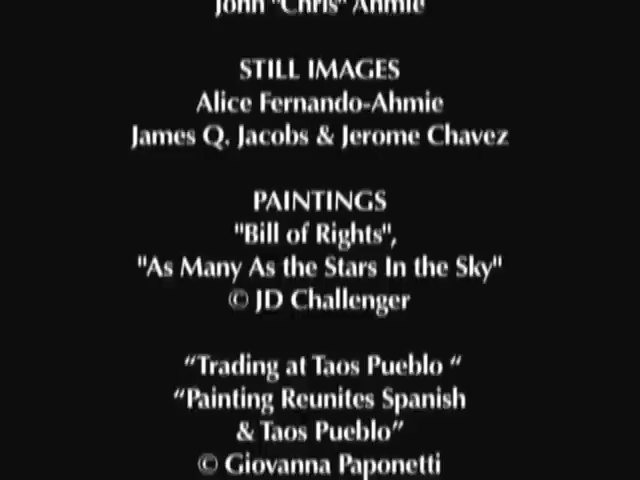 John "Chris" Ahmie
STILL IMAGES
Alice Fernando-Ahmie
James Q. Jacobs & Jerome Chavez
PAINTINGS
"Bill of Rights",
"As Many As the Stars In the Sky"
© JD Challenger
“Trading at Taos Pueblo “
“Painting Reunites Spanish
& Taos Pueblo”
© Giovanna Paponetti